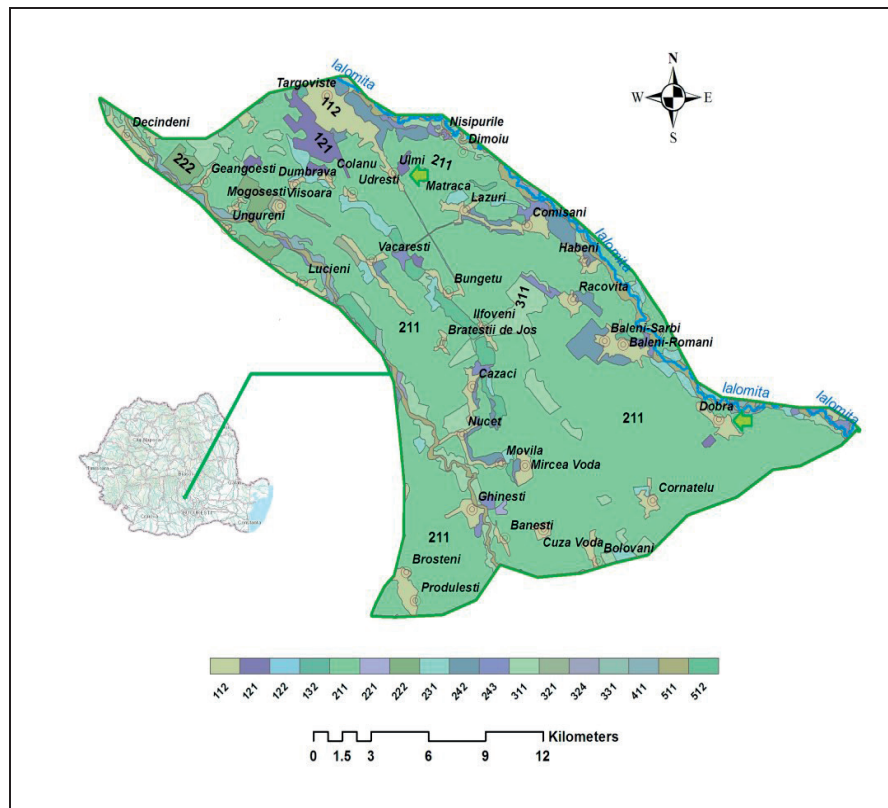 Ialomita
N
W E
S
Targoviste
Decindeni
112
Nisipurile
Dimoiu
121
222
Geangoesti
Dumbrava
Colanu
Ulmi
211
Udresti
Matraca
Mogosesti
Viisoara
Ungureni
Lazuri
Comisani
Ialomita
Habeni
Vacaresti
Lucieni
Bungetu
311
Racovita
Ilfoveni
211
Bratestii de Jos
Baleni-Sarbi
Baleni-Romani
Cazaci
Ialomita
Ialomita
Dobra
211
Nucet
Movila
Mircea Voda
Cornatelu
Ghinesti
Banesti
211
Cuza Voda
Bolovani
Brosteni
Produlesti
112 121 122 132 211 221 222 231 242 243 311 321 324 331 411 511 512
Kilometers
0 1.5 3 6 9 12